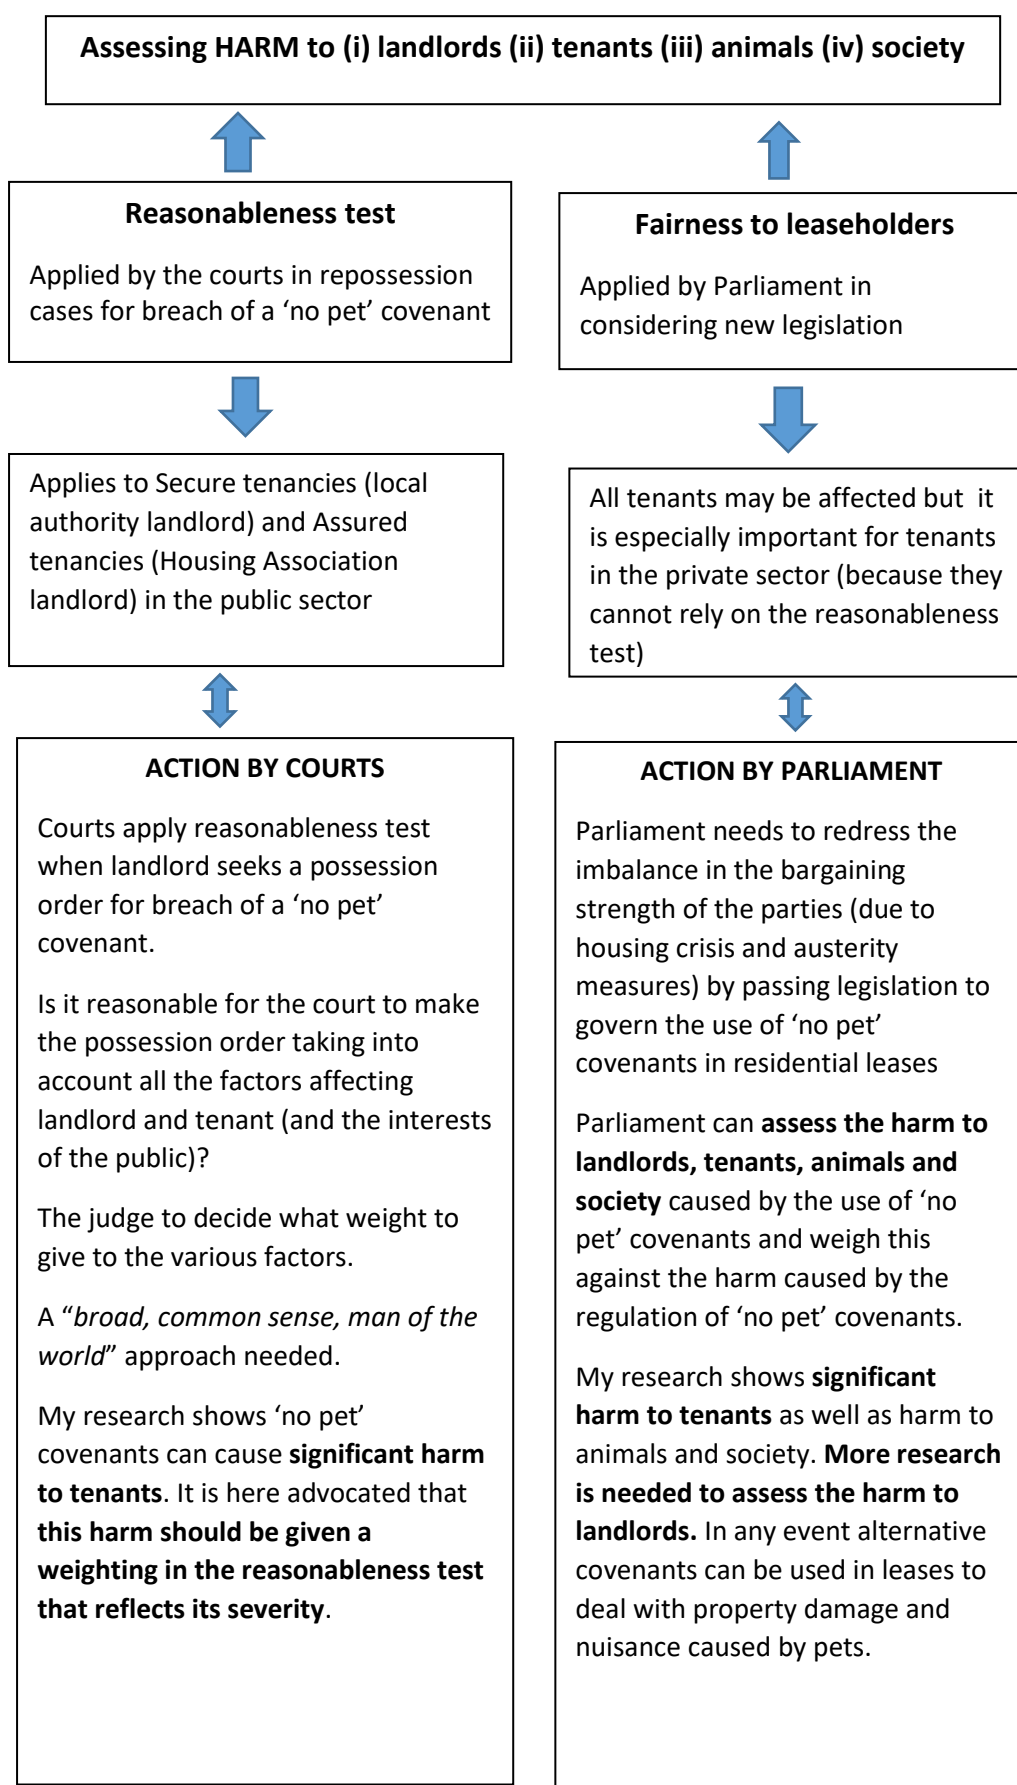 Assessing HARM to (i) landlords (ii) tenants (iii) animals (iv) society
Reasonableness test
Applied by the courts in repossession
cases for breach of a ‘no pet’ covenant
Fairness to leaseholders
Applied by Parliament in
considering new legislation
Applies to Secure tenancies (local
authority landlord) and Assured
tenancies (Housing Association
landlord) in the public sector
All tenants may be affected but  it
is especially important for tenants
in the private sector (because they
cannot rely on the reasonableness
test)
ACTION BY COURTS
Courts apply reasonableness test
when landlord seeks a possession
order for breach of a ‘no pet’
covenant.
Is it reasonable for the court to make
the possession order taking into
account all the factors affecting
landlord and tenant (and the interests
of the public)?
The judge to decide what weight to
give to the various factors.
A “broad, common sense, man of the
world” approach needed.
My research shows ‘no pet’
covenants can cause significant harm
to tenants. It is here advocated that
this harm should be given a
weighting in the reasonableness test
that reflects its severity.
ACTION BY PARLIAMENT
Parliament needs to redress the
imbalance in the bargaining
strength of the parties (due to
housing crisis and austerity
measures) by passing legislation to
govern the use of ‘no pet’
covenants in residential leases
Parliament can assess the harm to
landlords, tenants, animals and
society caused by the use of ‘no
pet’ covenants and weigh this
against the harm caused by the
regulation of ‘no pet’ covenants.
My research shows significant
harm to tenants as well as harm to
animals and society. More research
is needed to assess the harm to
landlords. In any event alternative
covenants can be used in leases to
deal with property damage and
nuisance caused by pets.